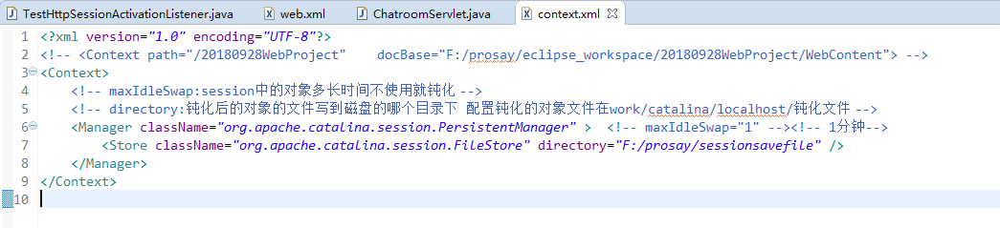 TestHttpSessionActivationListener.java web.xml ChatroomServlet.java context.xml
1 <?xml version="1.0" encoding="UTF-8"?>
2 <!-- <Context path="/20180928WebProject" docBase="F:/prosay/eclipse_workspace/20180928WebProject/WebContent"> -->
3 <Context>
4 <!-- maxIdleSwap:session中的对象多长时间不使用就钝化 -->
5 <!-- directory:钝化后的对象的文件写到磁盘的哪个目录下 配置钝化的对象文件在work/catalina/localhost/钝化文件 -->
6 <Manager className="org.apache.catalina.session.PersistentManager" > <!-- maxIdleSwap="1" --><!-- 1分钟-->
7 <Store className="org.apache.catalina.session.FileStore" directory="F:/prosay/sessionsavefile" />
8 </Manager>
9 </Context>
10